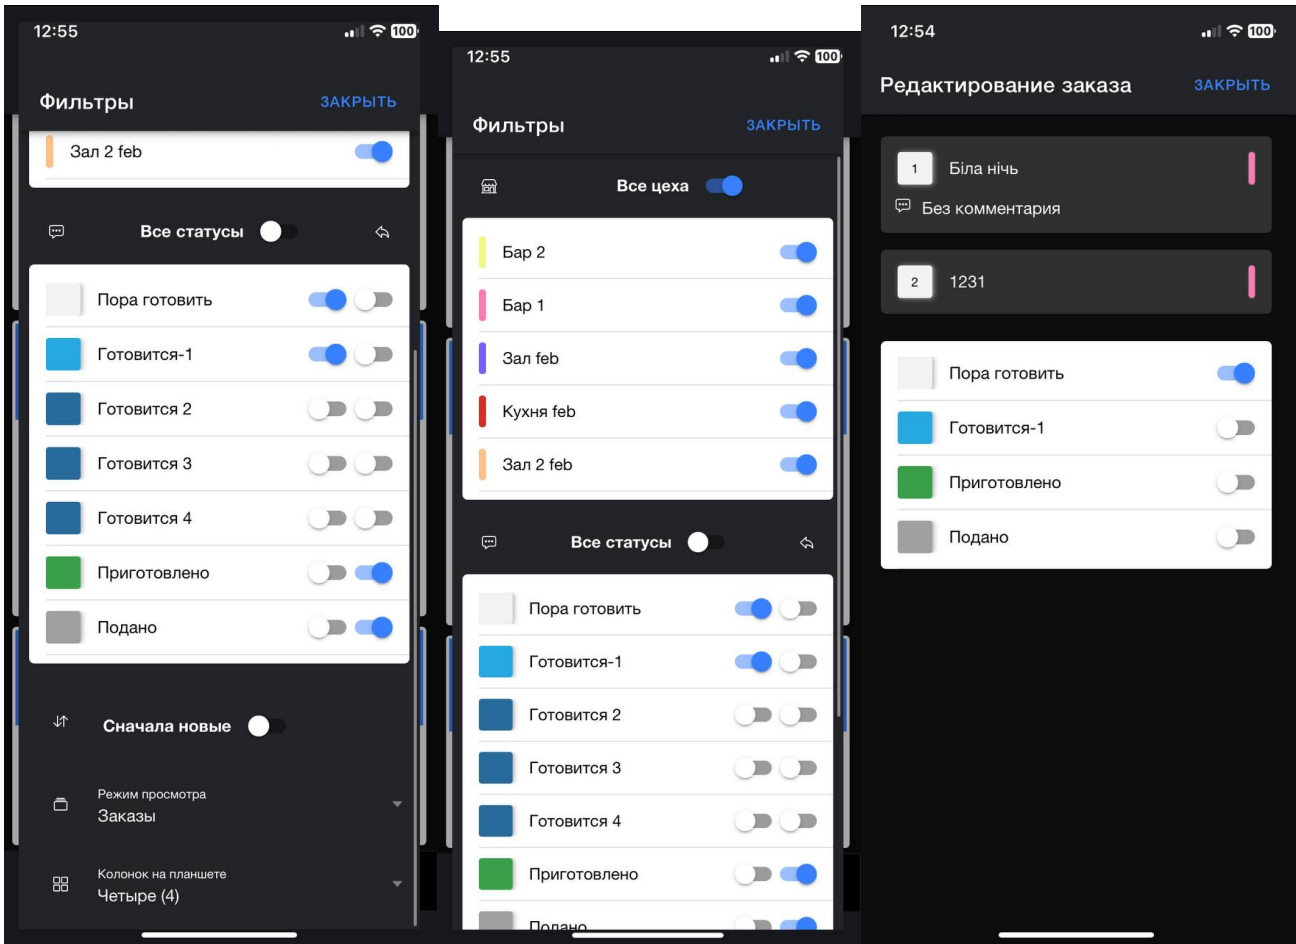 12:55
100
Фильтры
ЗАКРЫТЬ
Зал 2 feb
Все статусы
Пора готовить
Готовится-1
Готовится 2
Готовится 3
Готовится 4
Приготовлено
Подано
Сначала новые
Режим просмотра
Заказы
Колонок на планшете
Четыре (4)
12:55
100
Фильтры
ЗАКРЫТЬ
Все цеха
Бар 2
Бар 1
Зал feb
Кухня feb
Зал 2 feb
Все статусы
Пора готовить
Готовится-1
Готовится 2
Готовится 3
Готовится 4
Приготовлено
Подано
12:54
100
Редактирование заказа
ЗАКРЫТЬ
1 Біла нічь
Без комментария
2 1231
Пора готовить
Готовится-1
Приготовлено
Подано